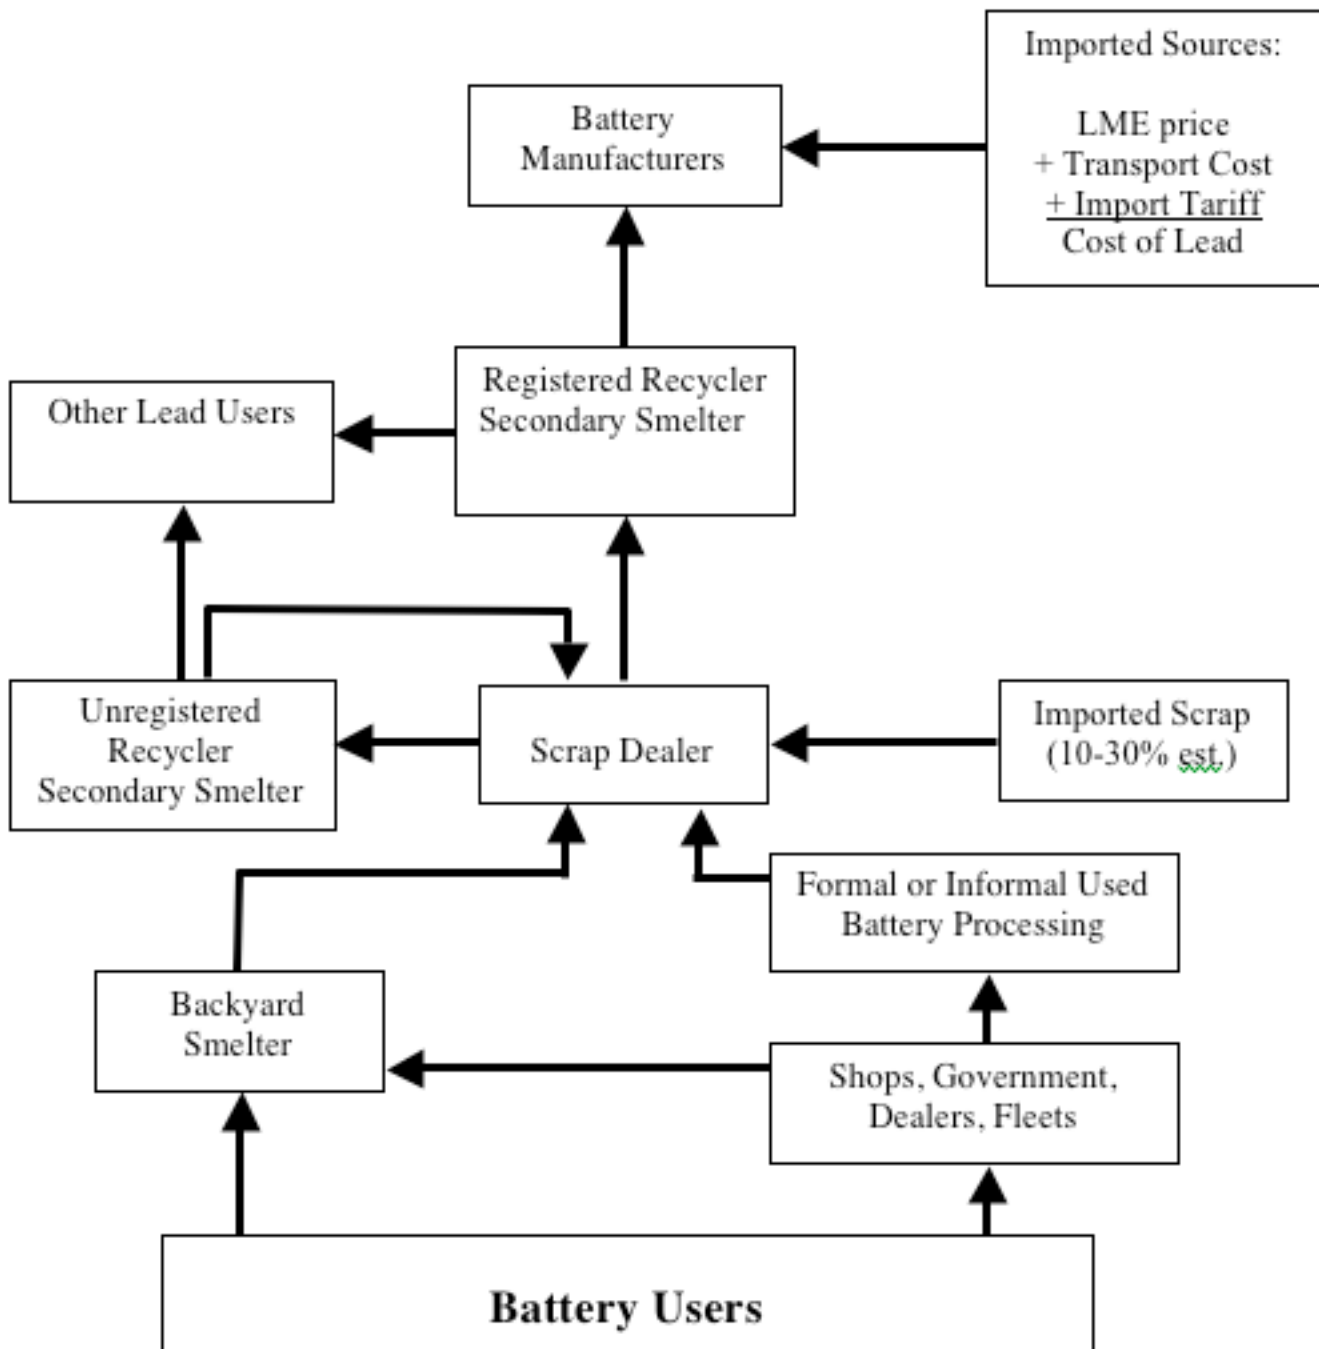 Imported Sources:
LME price
+ Transport Cost
+ Import Tariff
Cost of Lead
Battery
Manufacturers
Registered Recycler
Secondary Smelter
Other Lead Users
Unregistered
Recycler
Secondary Smelter
Scrap Dealer
Imported Scrap
(10-30% est.)
Formal or Informal Used
Battery Processing
Backyard
Smelter
Shops, Government,
Dealers, Fleets
Battery Users